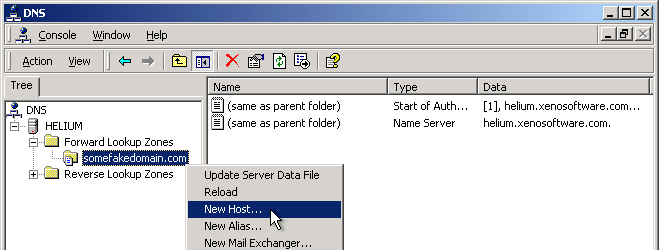 DNS
Console Window Help
Action View
Tree
Name Type Data
DNS
(same as parent folder) Start of Auth... [1], helium.xenosoftware.com...
HELIUM
(same as parent folder) Name Server helium.xenosoftware.com.
Forward Lookup Zones
somefakedomain.com
Reverse Lookup Zones
Update Server Data File
Reload
New Host...
New Alias...
New Mail Exchanger...